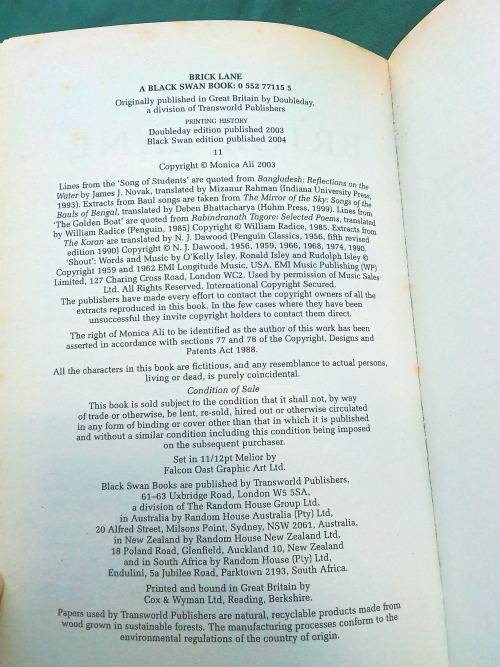 BRICK LANE
A BLACK SWAN BOOK: 0 552 77115 5
Originally published in Great Britain by Doubleday,
a division of Transworld Publishers
PRINTING HISTORY
Doubleday edition published 2003
Black Swan edition published 2004
11
Copyright © Monica Ali 2003
Lines from the ‘Song of Students’ are quoted from Bangladesh: Reflections on the
Water by James J. Novak, translated by Mizanur Rahman (Indiana University Press,
1993). Extracts from Baul songs are taken from The Mirror of the Sky: Songs of the
Bauls of Bengal, translated by Deben Bhattacharya (Hohm Press, 1999). Lines from
‘The Golden Boat’ are quoted from Rabindranath Tagore: Selected Poems, translated
by William Radice (Penguin, 1985) Copyright © William Radice, 1985. Extracts from
The Koran are translated by N. J. Dawood (Penguin Classics, 1956, fifth revised
edition 1990) Copyright © N. J. Dawood, 1956, 1959, 1966, 1968, 1974, 1990.
‘Shout’: Words and Music by O’Kelly Isley, Ronald Isley and Rudolph Isley ©
Copyright 1959 and 1962 EMI Longitude Music, USA. EMI Music Publishing (WP)
Limited, 127 Charing Cross Road, London WC2. Used by permission of Music Sales
Ltd. All Rights Reserved. International Copyright Secured.
The publishers have made every effort to contact the copyright owners of all the
extracts reproduced in this book. In the few cases where they have been
unsuccessful they invite copyright holders to contact them direct.
The right of Monica Ali to be identified as the author of this work has been
asserted in accordance with sections 77 and 78 of the Copyright, Designs and
Patents Act 1988.
All the characters in this book are fictitious, and any resemblance to actual persons,
living or dead, is purely coincidental.
Condition of Sale
This book is sold subject to the condition that it shall not, by way
of trade or otherwise, be lent, re-sold, hired out or otherwise circulated
in any form of binding or cover other than that in which it is published
and without a similar condition including this condition being imposed
on the subsequent purchaser.
Set in 11/12pt Melior by
Falcon Oast Graphic Art Ltd.
Black Swan Books are published by Transworld Publishers,
61–63 Uxbridge Road, London W5 5SA,
a division of The Random House Group Ltd,
in Australia by Random House Australia (Pty) Ltd,
20 Alfred Street, Milsons Point, Sydney, NSW 2061, Australia,
in New Zealand by Random House New Zealand Ltd,
18 Poland Road, Glenfield, Auckland 10, New Zealand
and in South Africa by Random House (Pty) Ltd,
Endulini, 5a Jubilee Road, Parktown 2193, South Africa.
Printed and bound in Great Britain by
Cox & Wyman Ltd, Reading, Berkshire.
Papers used by Transworld Publishers are natural, recyclable products made from
wood grown in sustainable forests. The manufacturing processes conform to the
environmental regulations of the country of origin.